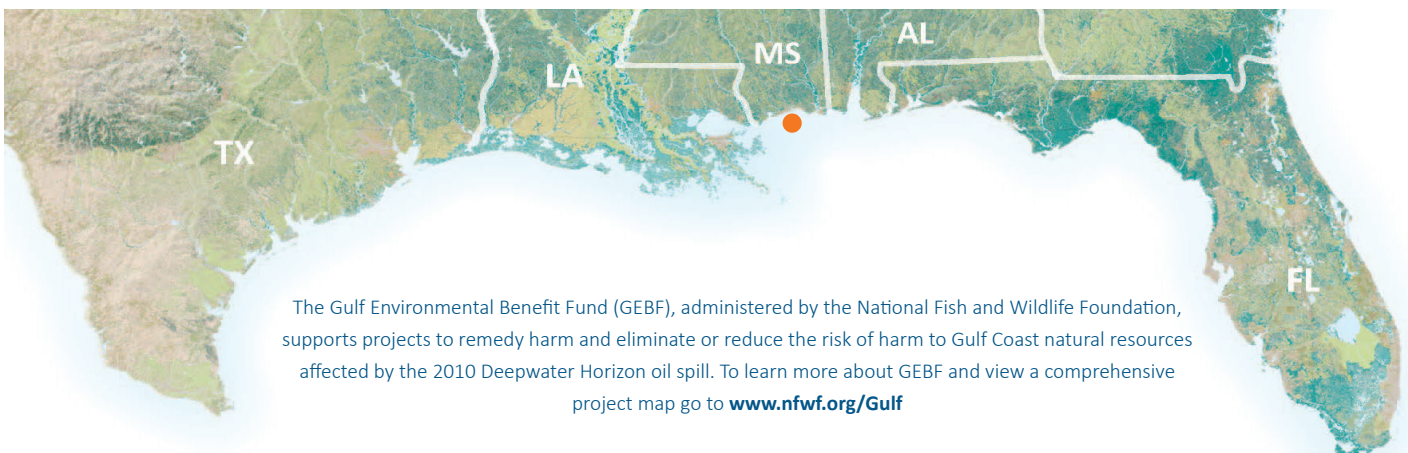 AL
MS
LA
TX
FL
The Gulf Environmental Benefit Fund (GEBF), administered by the National Fish and Wildlife Foundation,
supports projects to remedy harm and eliminate or reduce the risk of harm to Gulf Coast natural resources
affected by the 2010 Deepwater Horizon oil spill. To learn more about GEBF and view a comprehensive
project map go to www.nfwf.org/Gulf